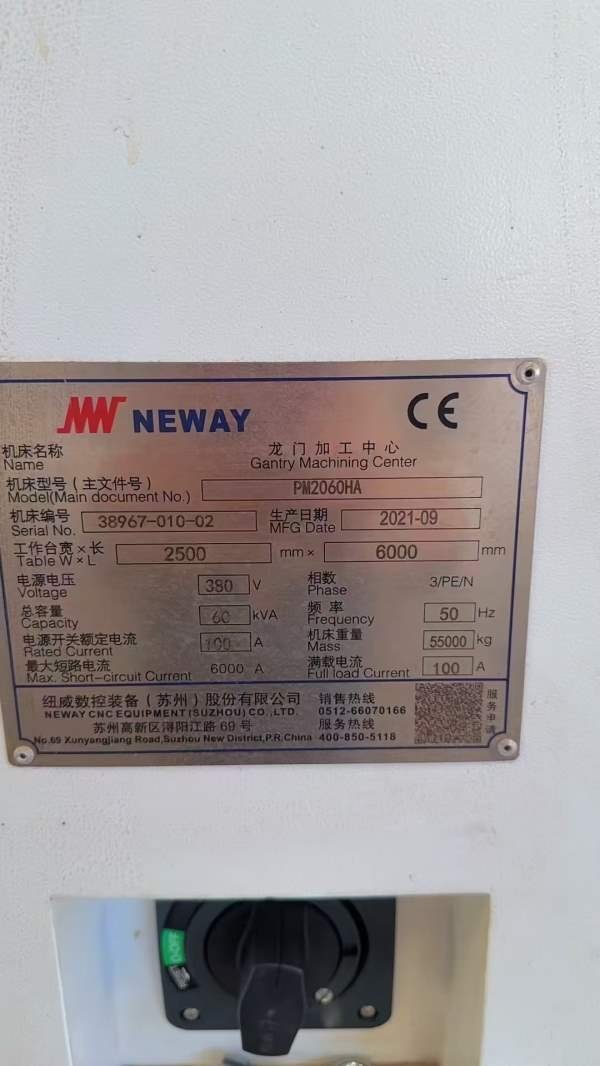 NEWAY
CE
机床名称 龙门加工中心
Name Gantry Machining Center
机床型号（主文件号）
Model(Main document No.) PM2060HA
机床编号 38967-010-02 生产日期 2021-09
Serial No. MFG Date
工作台宽×长 2500 mm × 6000 mm
Table W×L
电源电压 380 V 相数 3/PE/N
Voltage Phase
总容量 60 kVA 频率 50 Hz
Capacity Frequency
电源开关额定电流 100 A 机床重量 55000 kg
Rated Current Mass
最大短路电流 6000 A 满载电流 100 A
Max. Short-circuit Current Full load Current
纽威数控装备（苏州）股份有限公司 销售热线
NEWAY CNC EQUIPMENT (SUZHOU) CO., LTD. 0512-66070166
苏州高新区浔阳江路 69 号 服务热线
No.69 Xunyangjiang Road,Suzhou New District,P.R.China 400-850-5118
服务申请
O-OFF